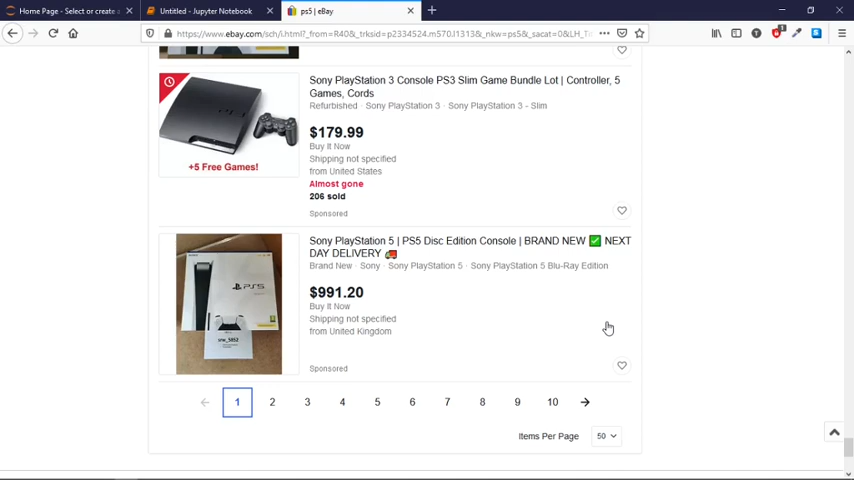 Home Page - Select or create a
Untitled - Jupyter Notebook
ps5 | eBay
https://www.ebay.com/sch/i.html?_from=R40&_trksid=p2334524.m570.l1313&_nkw=ps5&_sacat=0&LH_Ti
Sony PlayStation 3 Console PS3 Slim Game Bundle Lot | Controller, 5
Games, Cords
Refurbished · Sony PlayStation 3 · Sony PlayStation 3 - Slim
$179.99
Buy It Now
Shipping not specified
from United States
Almost gone
206 sold
Sponsored
+5 Free Games!
Sony PlayStation 5 | PS5 Disc Edition Console | BRAND NEW ✅ NEXT
DAY DELIVERY 🚚
Brand New · Sony · Sony PlayStation 5 · Sony PlayStation 5 Blu-Ray Edition
$991.20
Buy It Now
Shipping not specified
from United Kingdom
Sponsored
PS5
1 2 3 4 5 6 7 8 9 10
Items Per Page 50